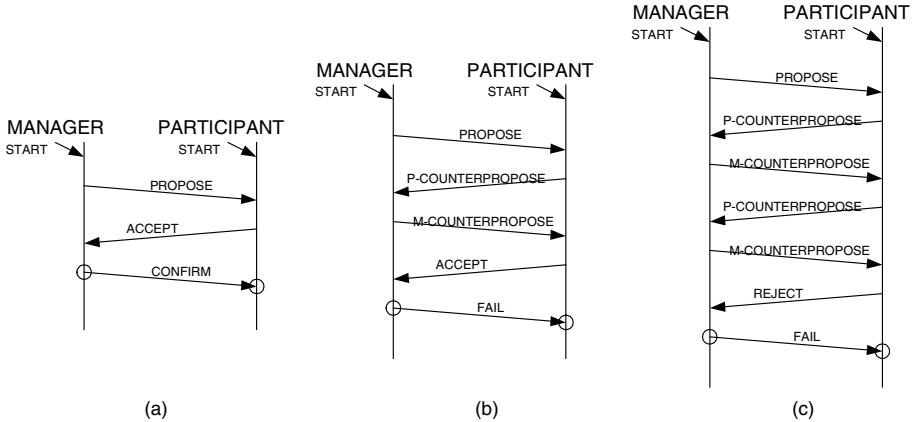 MANAGER PARTICIPANT
START START
PROPOSE
ACCEPT
CONFIRM
(a)
MANAGER PARTICIPANT
START START
PROPOSE
P-COUNTERPROPOSE
M-COUNTERPROPOSE
ACCEPT
FAIL
(b)
MANAGER PARTICIPANT
START START
PROPOSE
P-COUNTERPROPOSE
M-COUNTERPROPOSE
P-COUNTERPROPOSE
M-COUNTERPROPOSE
REJECT
FAIL
(c)